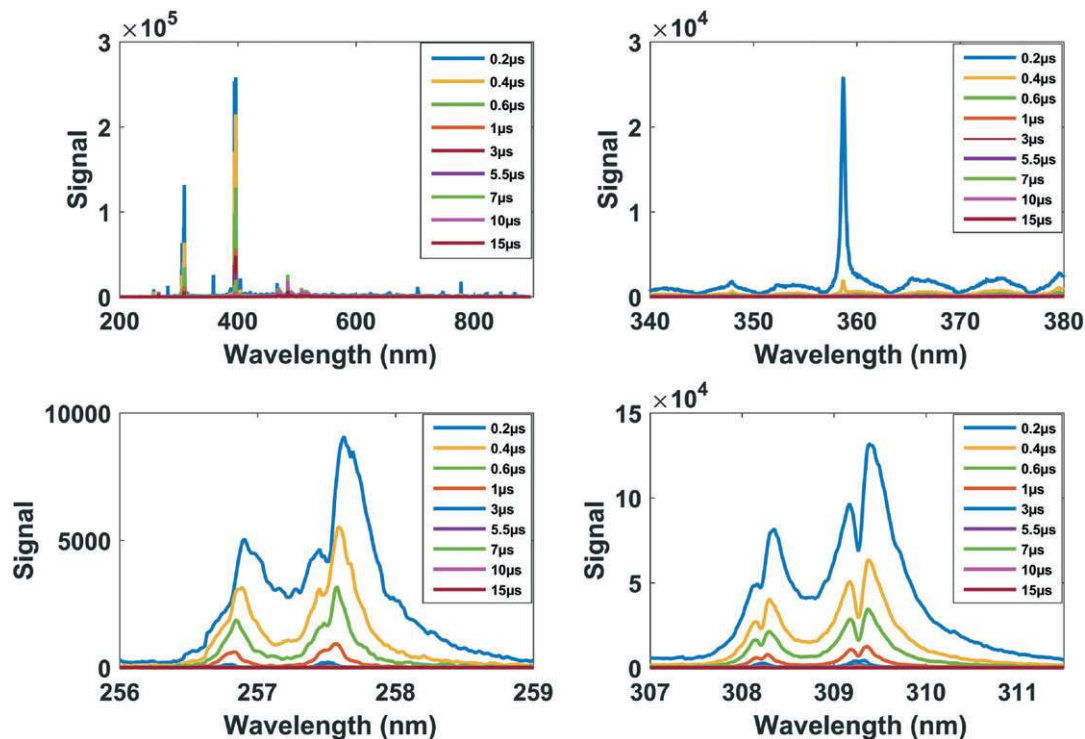 ×10⁵
3
2
1
0
Signal
200 400 600 800
Wavelength (nm)
0.2µs
0.4µs
0.6µs
1µs
3µs
5.5µs
7µs
10µs
15µs
×10⁴
3
2
1
0
Signal
340 350 360 370 380
Wavelength (nm)
0.2µs
0.4µs
0.6µs
1µs
3µs
5.5µs
7µs
10µs
15µs
10000
5000
0
Signal
256 257 258 259
Wavelength (nm)
0.2µs
0.4µs
0.6µs
1µs
3µs
5.5µs
7µs
10µs
15µs
×10⁴
15
10
5
0
Signal
307 308 309 310 311
Wavelength (nm)
0.2µs
0.4µs
0.6µs
1µs
3µs
5.5µs
7µs
10µs
15µs